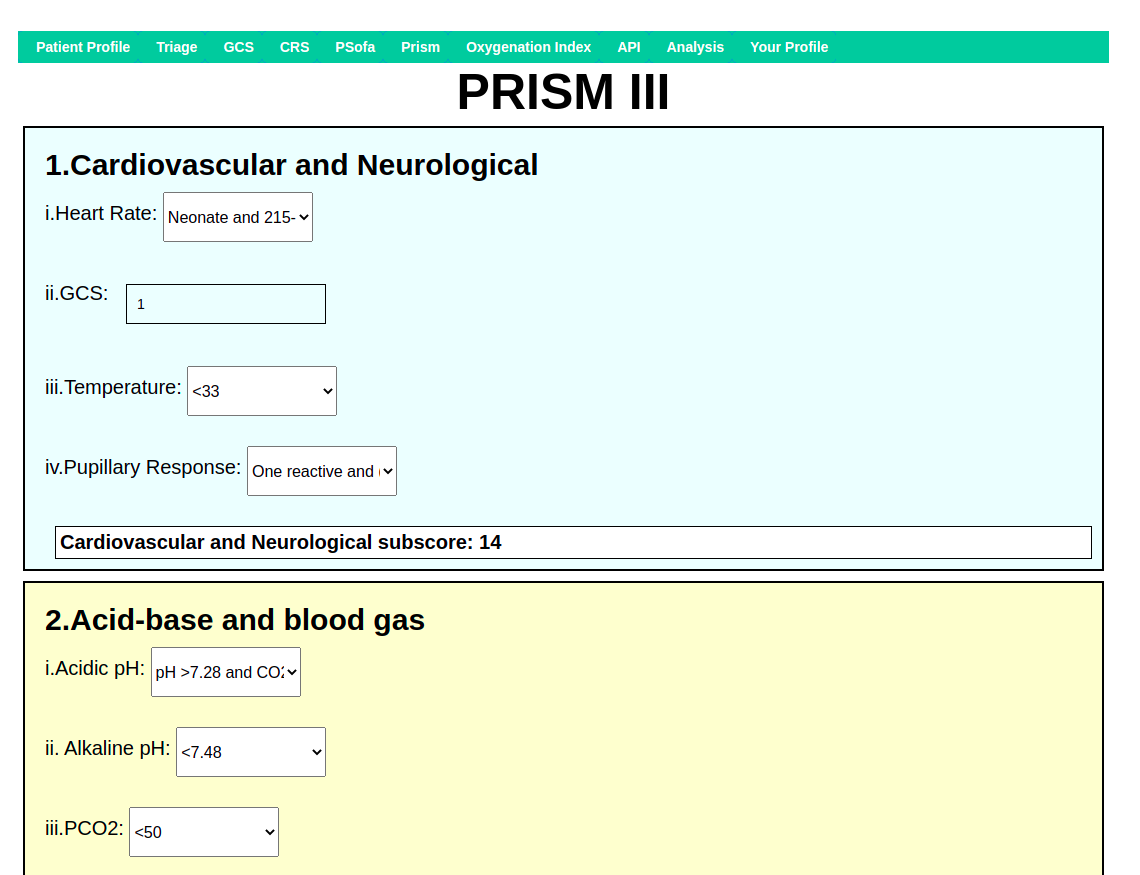 Patient Profile Triage GCS CRS PSofa Prism Oxygenation Index API Analysis Your Profile
PRISM III
1.Cardiovascular and Neurological
i.Heart Rate: Neonate and 215-
ii.GCS: 1
iii.Temperature: <33
iv.Pupillary Response: One reactive and
Cardiovascular and Neurological subscore: 14
2.Acid-base and blood gas
i.Acidic pH: pH >7.28 and CO2
ii. Alkaline pH: <7.48
iii.PCO2: <50